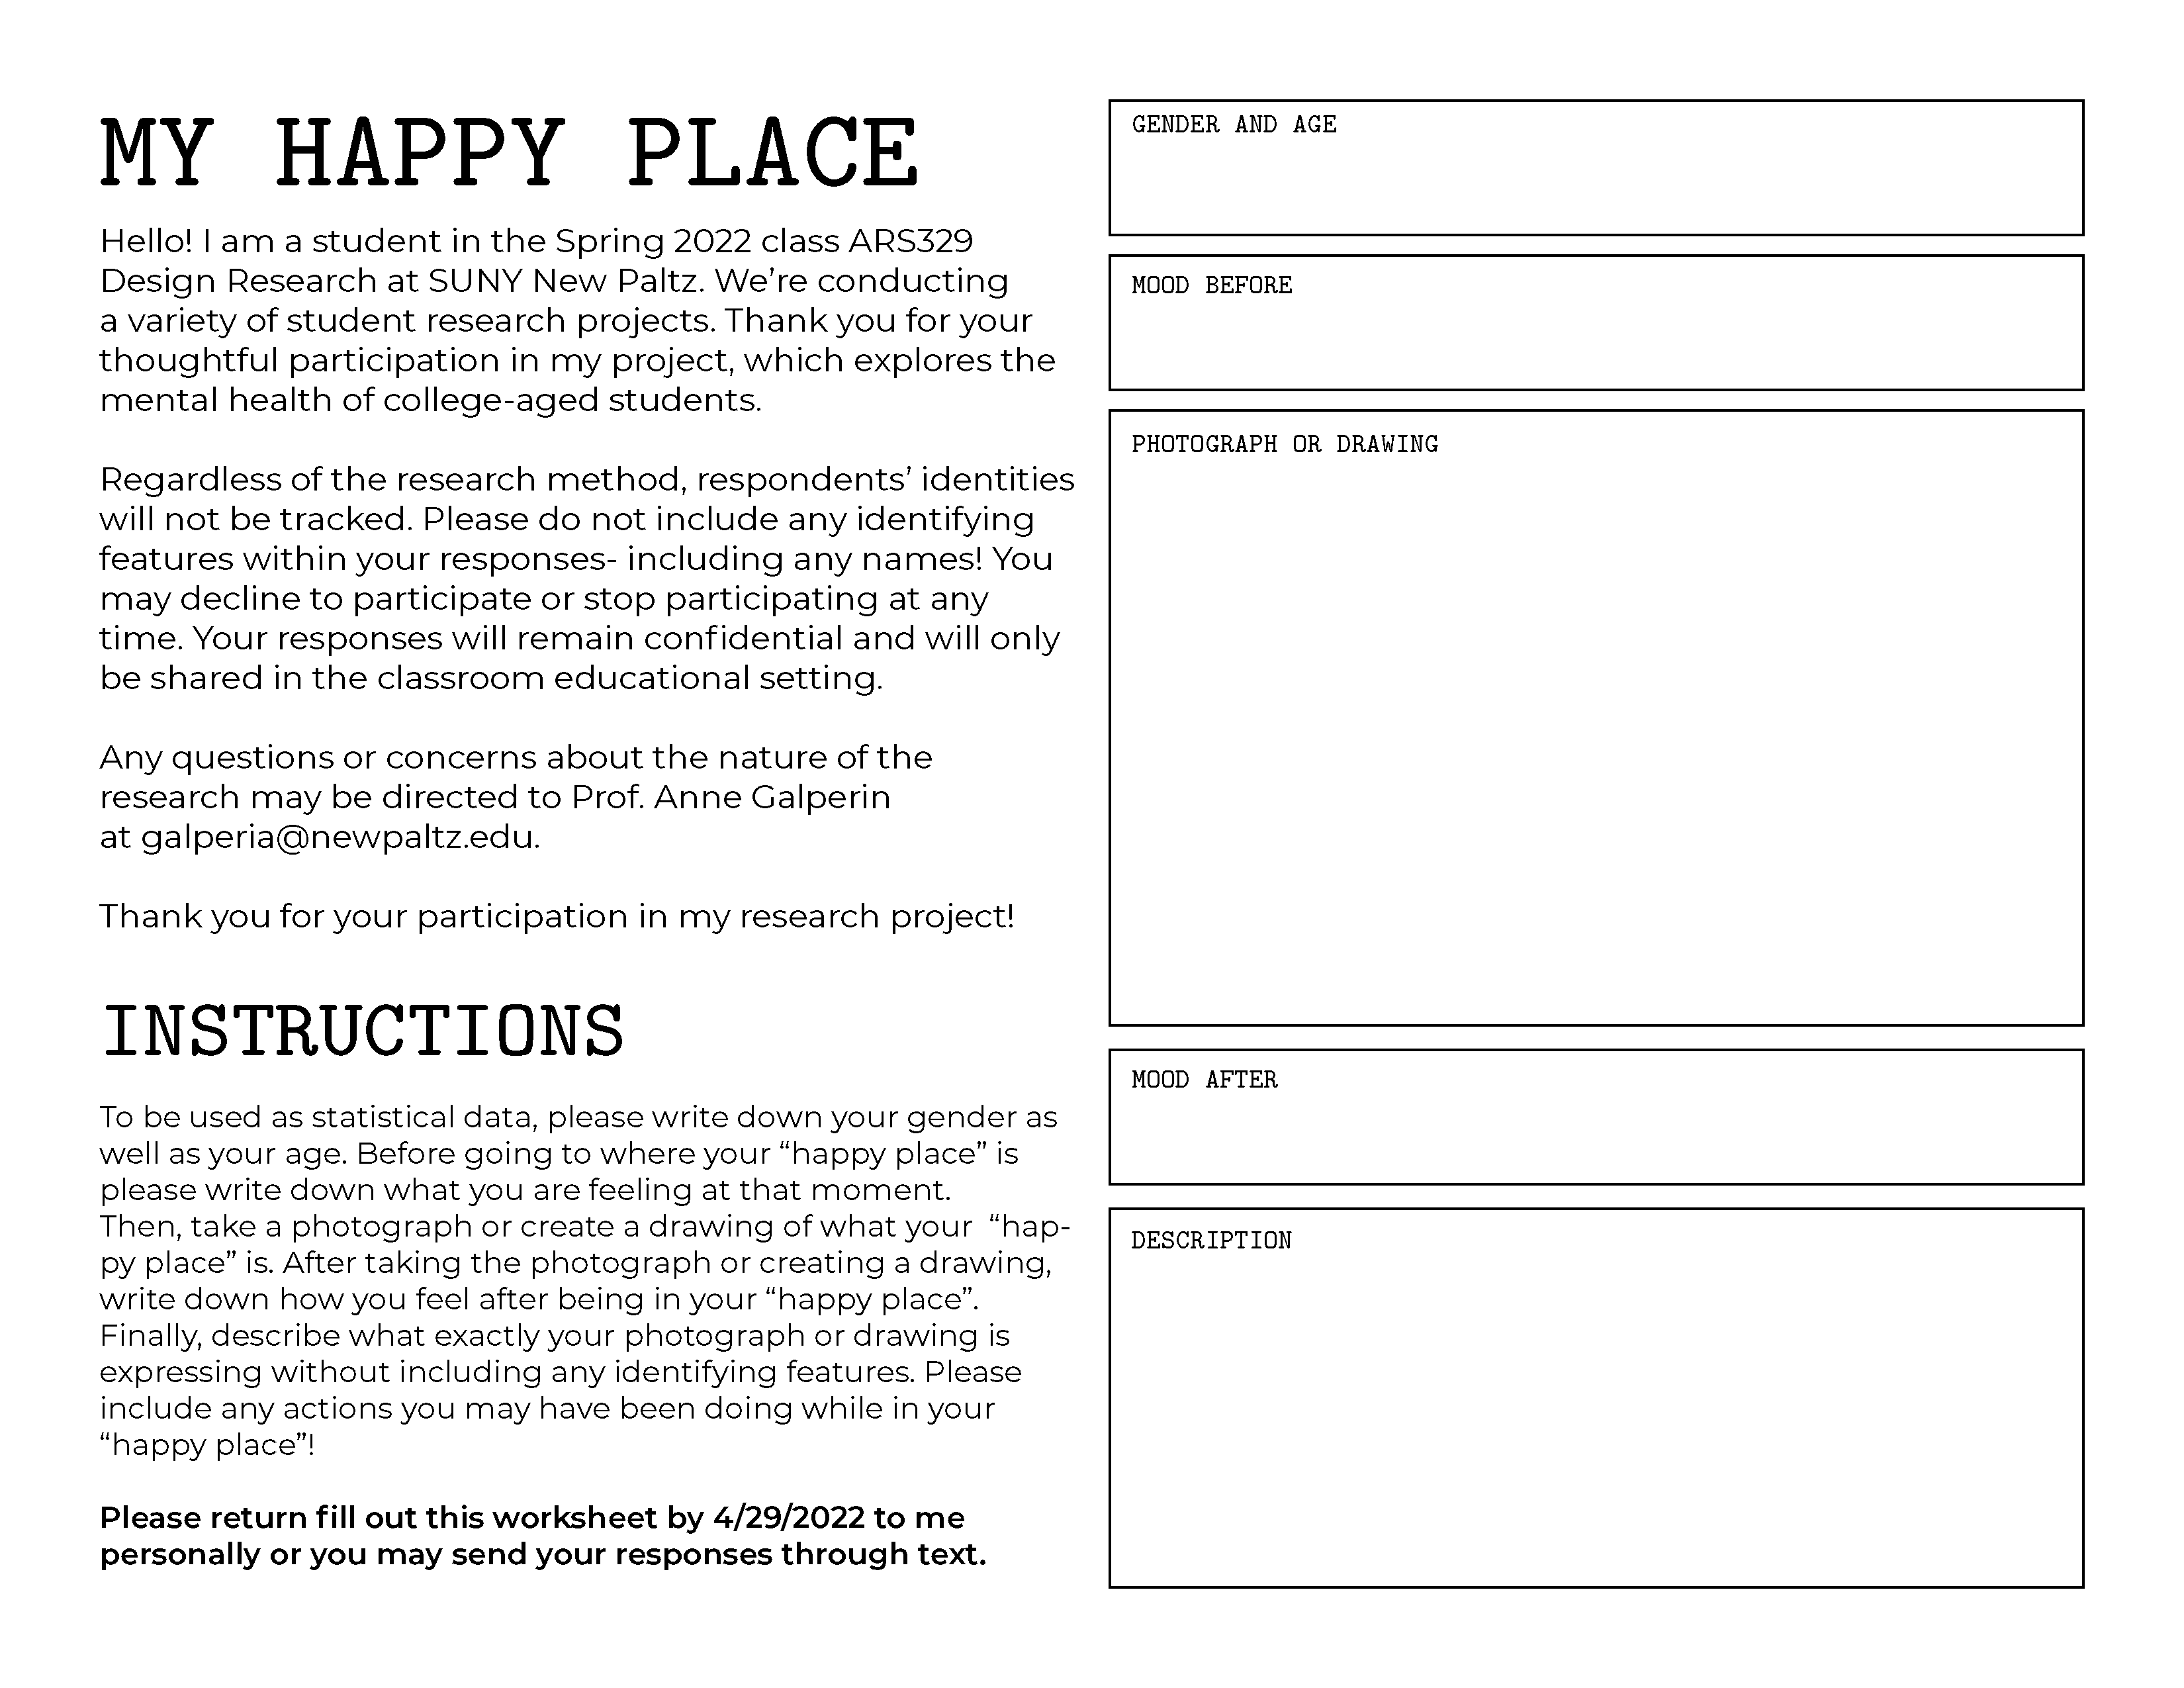 MY HAPPY PLACE
Hello! I am a student in the Spring 2022 class ARS329
Design Research at SUNY New Paltz. We’re conducting
a variety of student research projects. Thank you for your
thoughtful participation in my project, which explores the
mental health of college-aged students.
Regardless of the research method, respondents’ identities
will not be tracked. Please do not include any identifying
features within your responses- including any names! You
may decline to participate or stop participating at any
time. Your responses will remain confidential and will only
be shared in the classroom educational setting.
Any questions or concerns about the nature of the
research may be directed to Prof. Anne Galperin
at galperia@newpaltz.edu.
Thank you for your participation in my research project!
INSTRUCTIONS
To be used as statistical data, please write down your gender as
well as your age. Before going to where your “happy place” is
please write down what you are feeling at that moment.
Then, take a photograph or create a drawing of what your  “hap-
py place” is. After taking the photograph or creating a drawing,
write down how you feel after being in your “happy place”.
Finally, describe what exactly your photograph or drawing is
expressing without including any identifying features. Please
include any actions you may have been doing while in your
“happy place”!
Please return fill out this worksheet by 4/29/2022 to me
personally or you may send your responses through text.
GENDER AND AGE
MOOD BEFORE
PHOTOGRAPH OR DRAWING
MOOD AFTER
DESCRIPTION